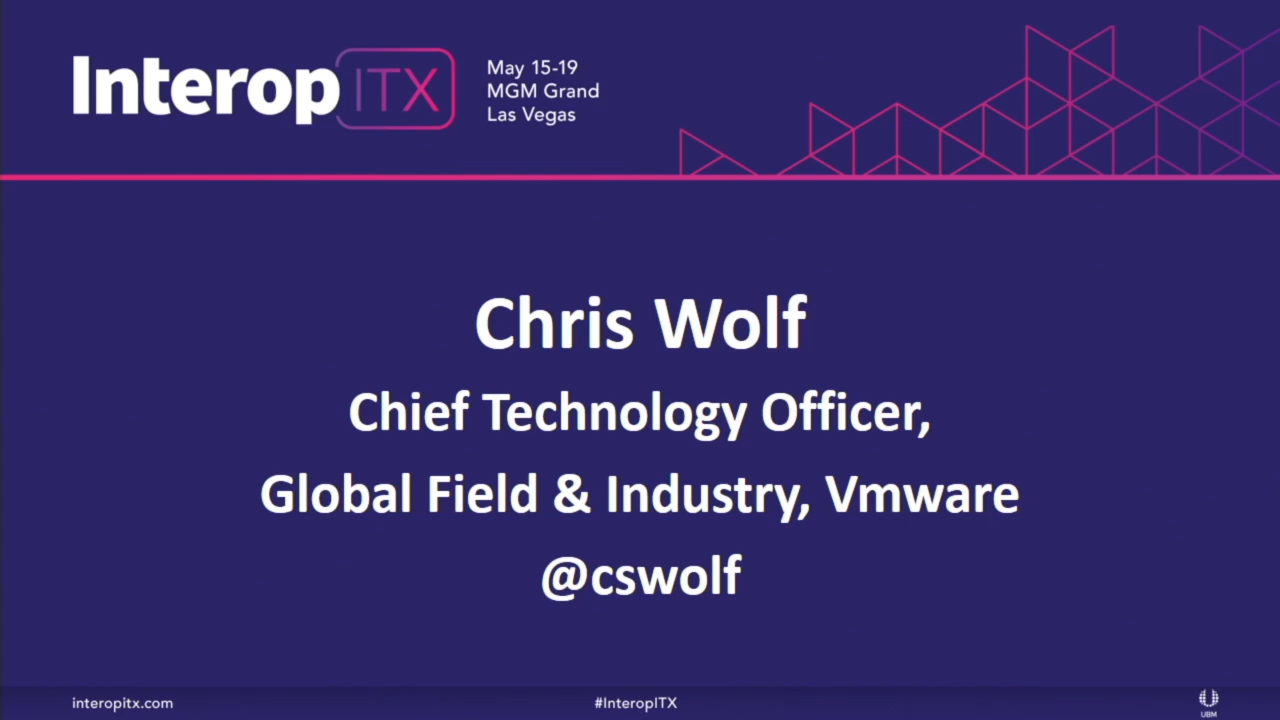 Interop ITX
May 15-19
MGM Grand
Las Vegas
Chris Wolf
Chief Technology Officer,
Global Field & Industry, Vmware
@cswolf
interopitx.com
#InteropITX
UBM